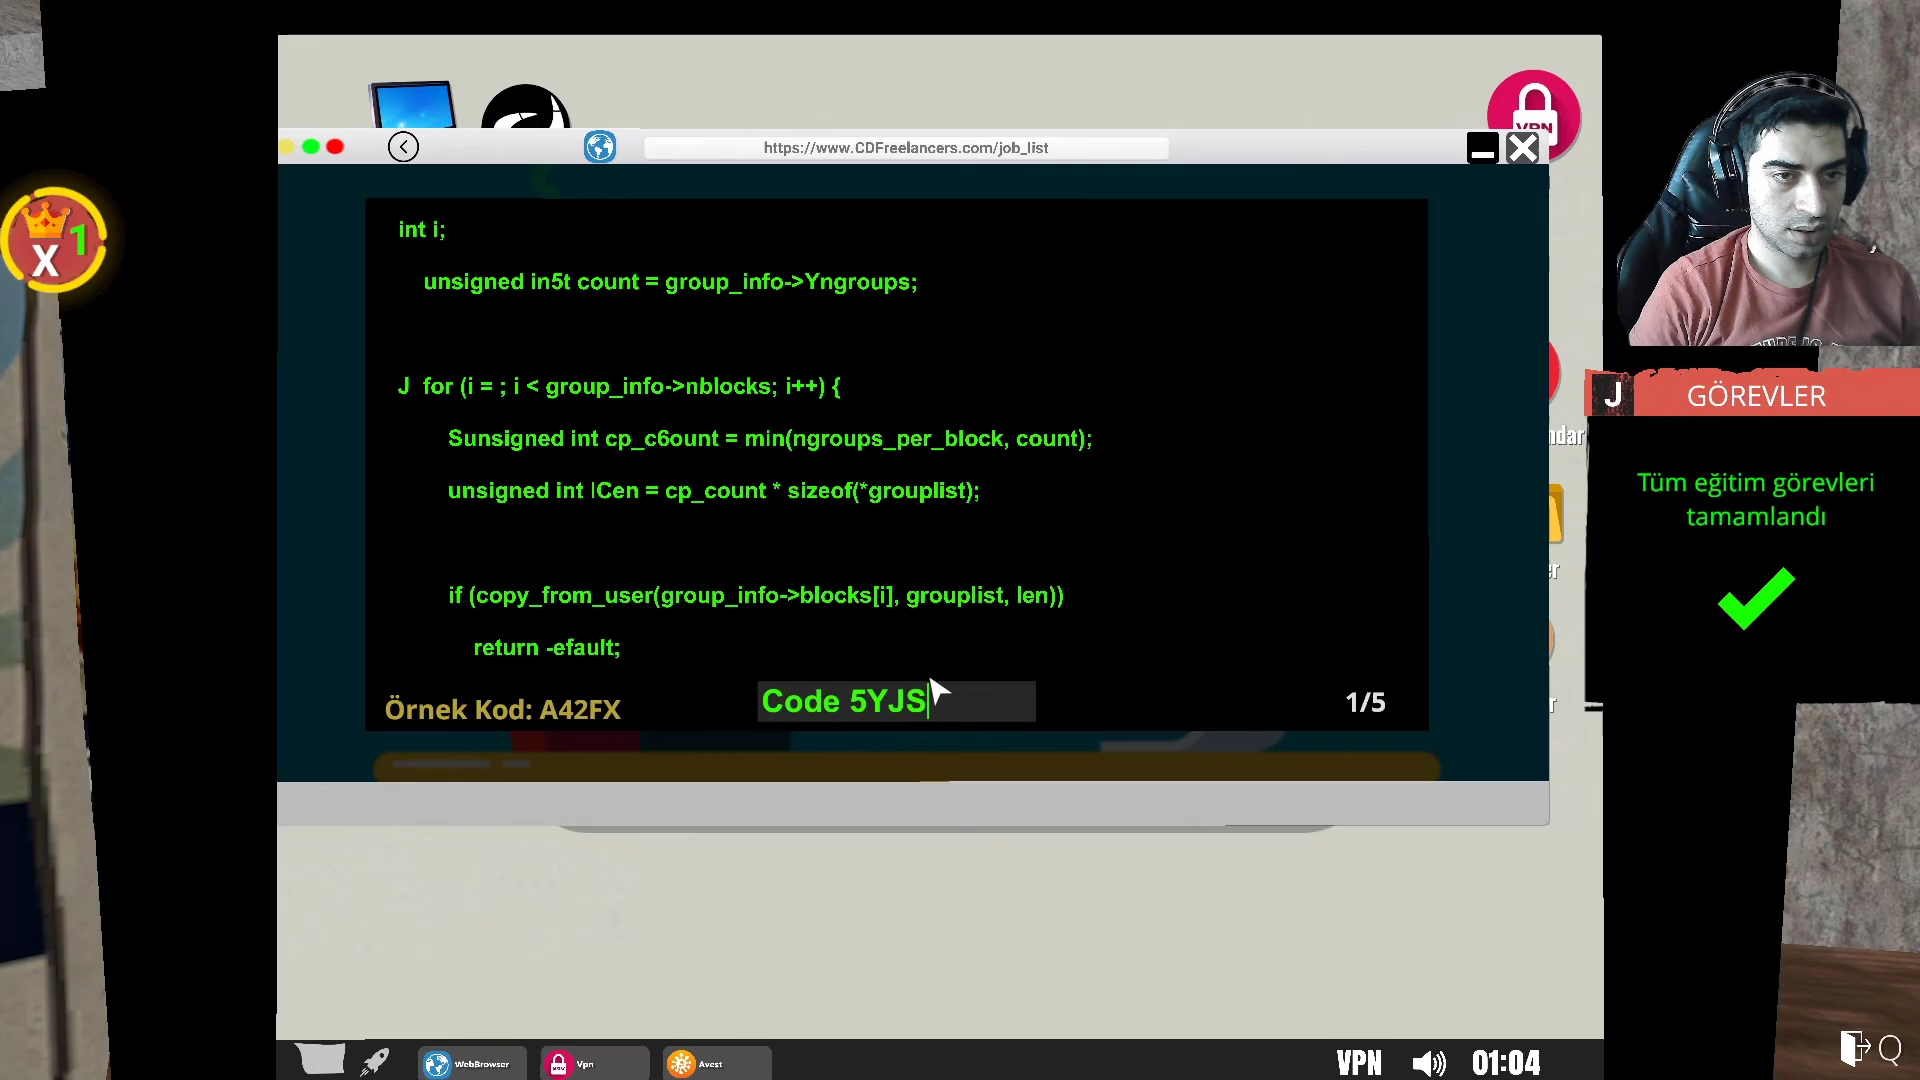 VPN
https://www.CDFreelancers.com/job_list
X 1
int i;
unsigned in5t count = group_info->Yngroups;
J for (i = ; i < group_info->nblocks; i++) {
Sunsigned int cp_c6ount = min(ngroups_per_block, count);
unsigned int lCen = cp_count * sizeof(*grouplist);
if (copy_from_user(group_info->blocks[i], grouplist, len))
return -efault;
Örnek Kod: A42FX
Code 5YJS
1/5
J GÖREVLER
Tüm eğitim görevleri
tamamlandı
WebBrowser
Vpn
Avest
VPN
01:04
Q